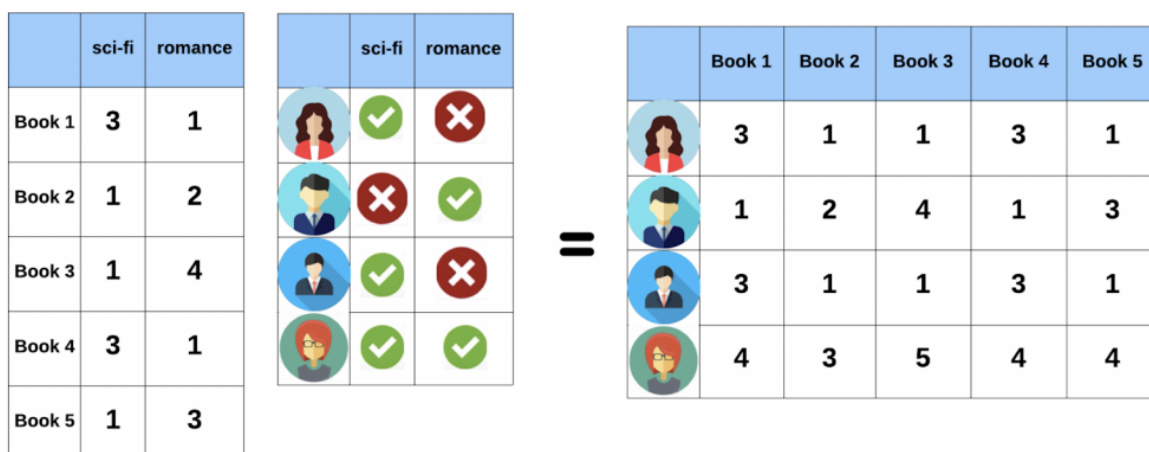 sci-fi romance
Book 1 3 1
Book 2 1 2
Book 3 1 4
Book 4 3 1
Book 5 1 3
sci-fi romance
=
Book 1 Book 2 Book 3 Book 4 Book 5
3 1 1 3 1
1 2 4 1 3
3 1 1 3 1
4 3 5 4 4